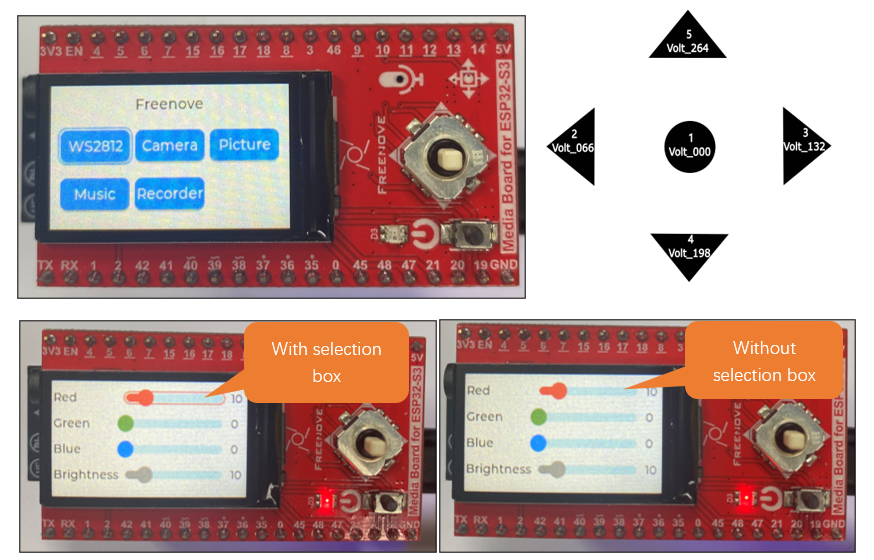 3V3 EN 4 5 6 7 15 16 17 18 8 3 46 9 10 11 12 13 14 5V
Freenove
WS2812 Camera Picture
Music Recorder
FREENOVE
Media Board for ESP32-S3
D3
TX RX 1 2 42 41 40 39 38 37 36 35 0 45 48 47 21 20 19 GND
5
Volt_264
2
Volt_066
1
Volt_000
3
Volt_132
4
Volt_198
3V3 EN 4 5 6 7 15 16 17 18
5V
With selection
box
Red 10
Green 0
Blue 0
Brightness 10
FREENOVE
Media Board for ESP32-S3
D3
TX RX 1 2 42 41 40 39 38 37 36 35 0 45 48 47 GND
3V3 EN 4 5 6 7 15 16 17 18 8
5V
Without
selection box
Red 10
Green 0
Blue 0
Brightness 10
FREENOVE
Media Board for ESP
D3
TX RX 1 2 42 41 40 39 38 37 36 35 0 45 48 47 21 20 19 GND